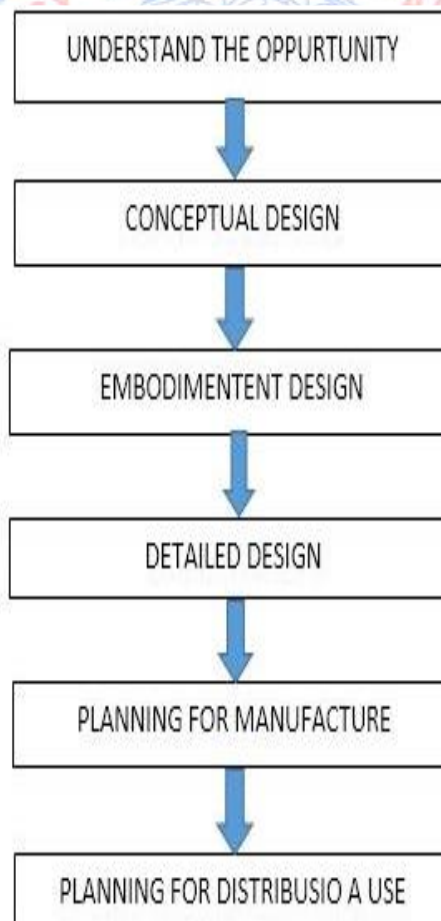 UNDERSTAND THE OPPURTUNITY
CONCEPTUAL DESIGN
EMBODIMENTENT DESIGN
DETAILED DESIGN
PLANNING FOR MANUFACTURE
PLANNING FOR DISTRIBUSIO A USE